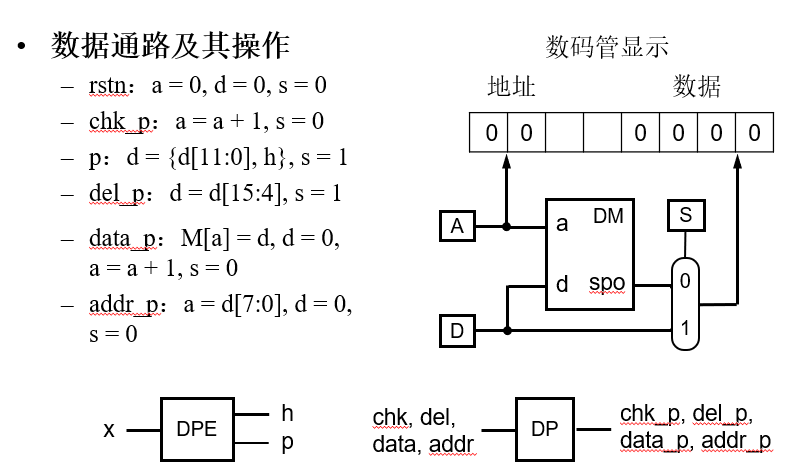 • 数据通路及其操作
– rstn：a = 0, d = 0, s = 0
– chk_p：a = a + 1, s = 0
– p：d = {d[11:0], h}, s = 1
– del_p：d = d[15:4], s = 1
– data_p：M[a] = d, d = 0,
a = a + 1, s = 0
– addr_p：a = d[7:0], d = 0,
s = 0
数码管显示
地址 数据
0 0 0 0 0 0
A a DM S
d spo 0
D 1
x DPE h
p
chk, del,
data, addr
DP
chk_p, del_p,
data_p, addr_p